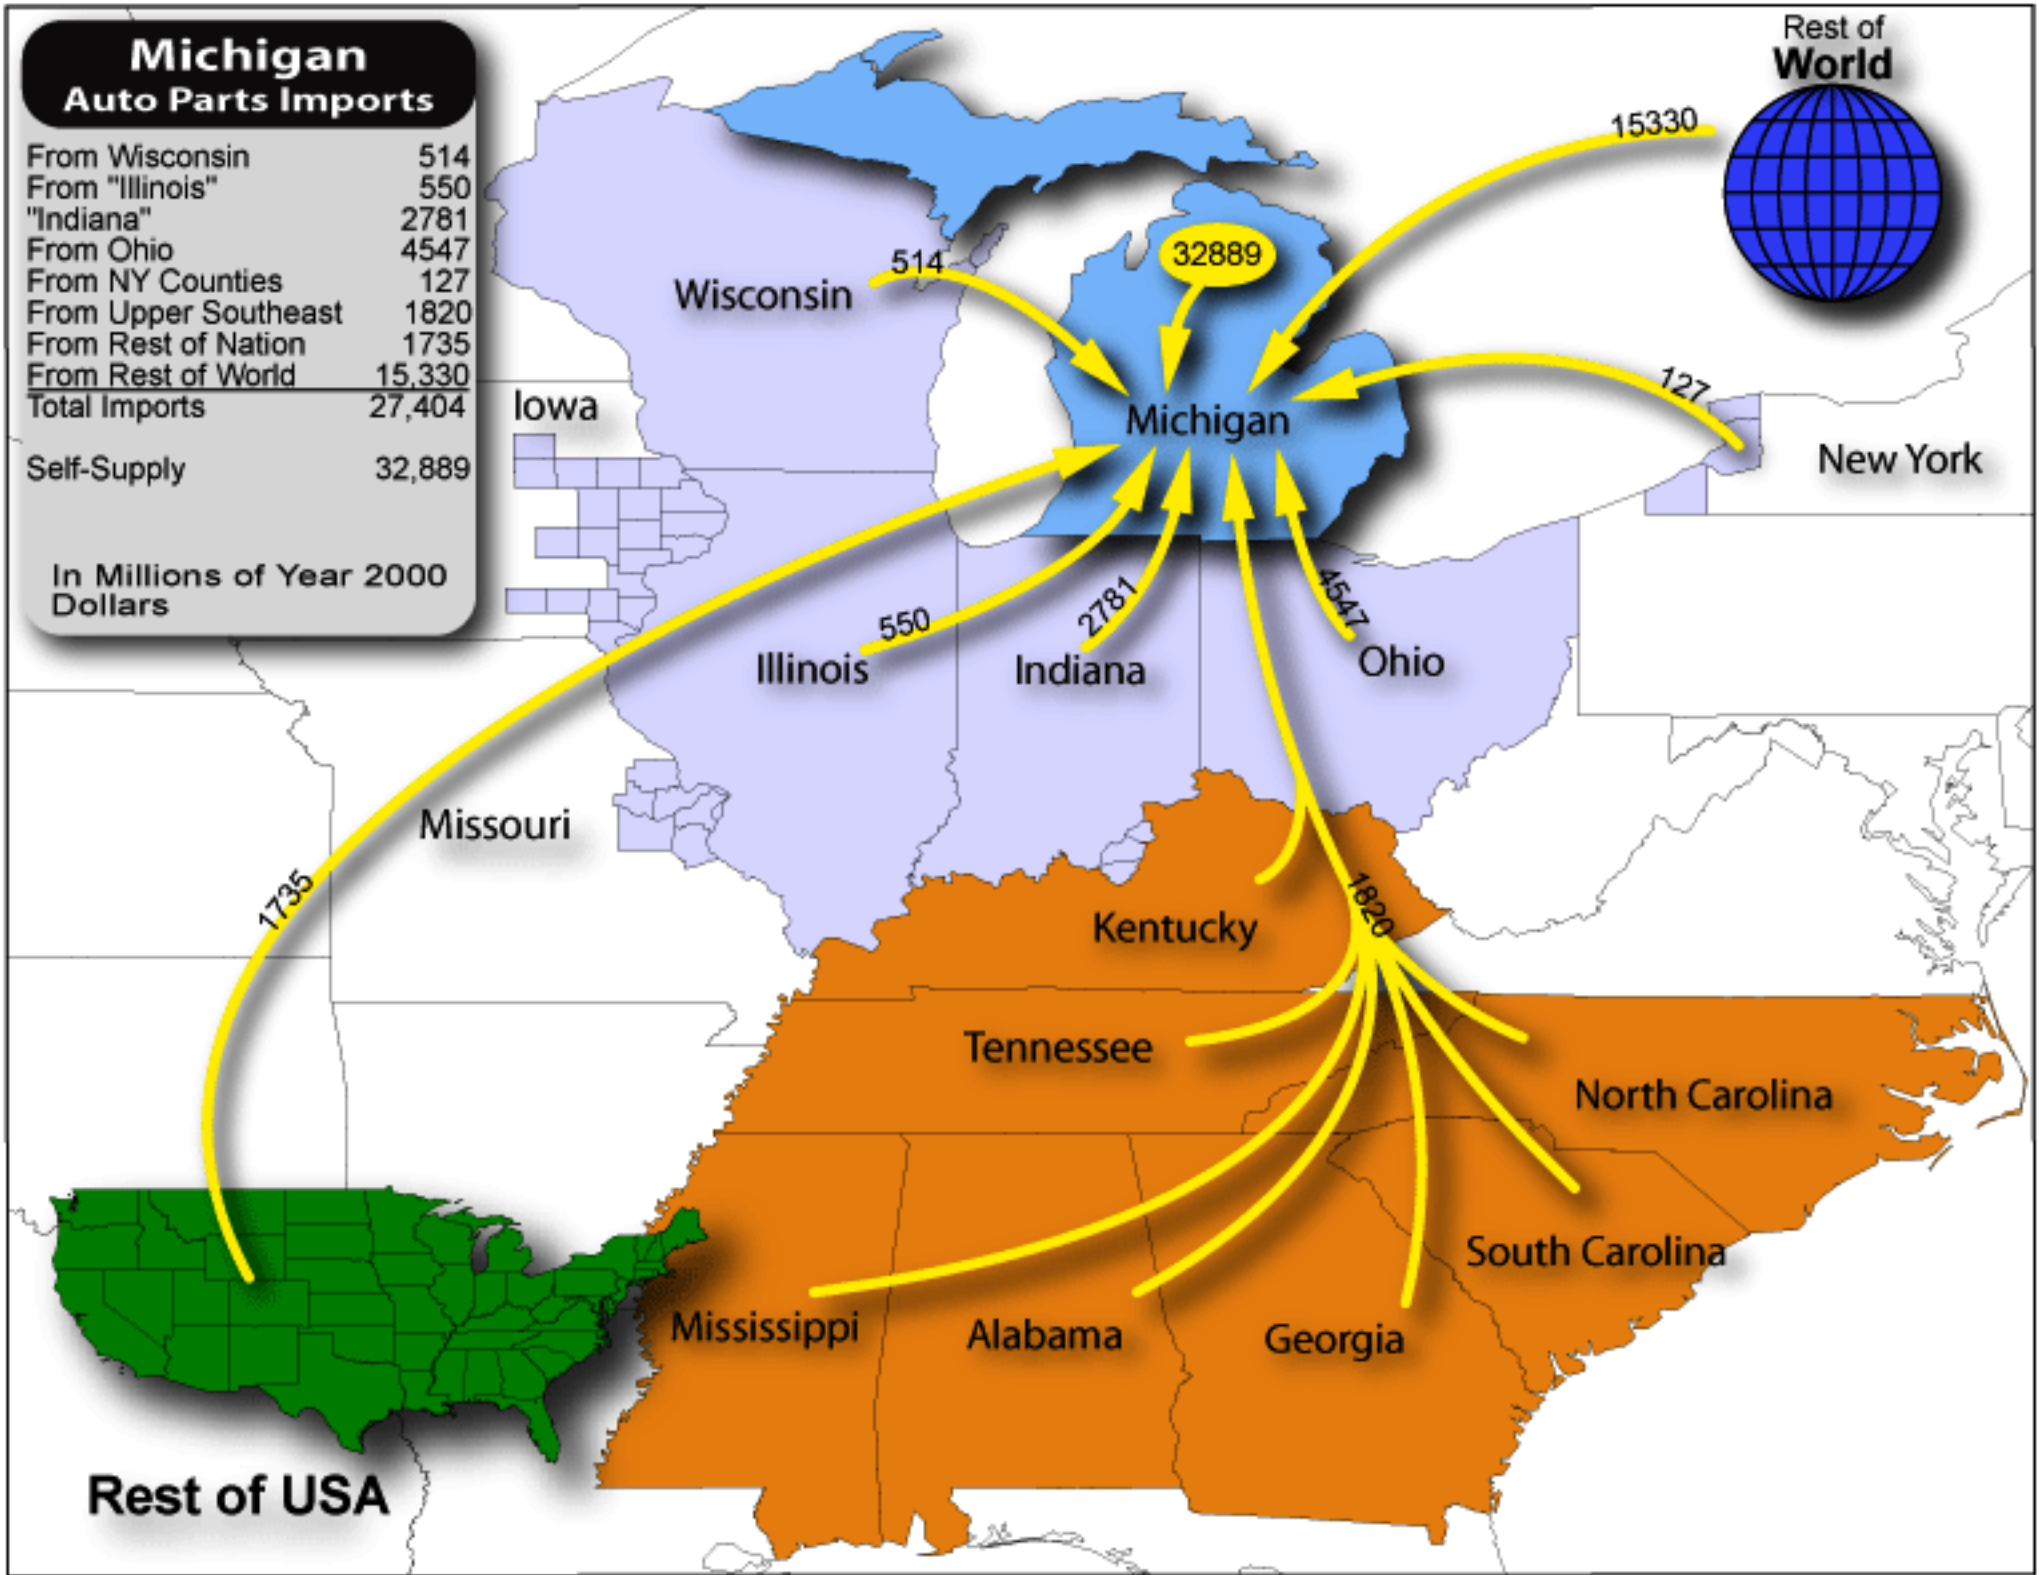 Michigan
Auto Parts Imports
From Wisconsin 514
From "Illinois" 550
"Indiana" 2781
From Ohio 4547
From NY Counties 127
From Upper Southeast 1820
From Rest of Nation 1735
From Rest of World 15,330
Total Imports 27,404
Self-Supply 32,889
In Millions of Year 2000
Dollars
Rest of
World
15330
32889
514
Wisconsin
127
Iowa
Michigan
New York
4547
2781
550
Illinois
Indiana
Ohio
Missouri
1735
1820
Kentucky
Tennessee
North Carolina
South Carolina
Mississippi
Alabama
Georgia
Rest of USA